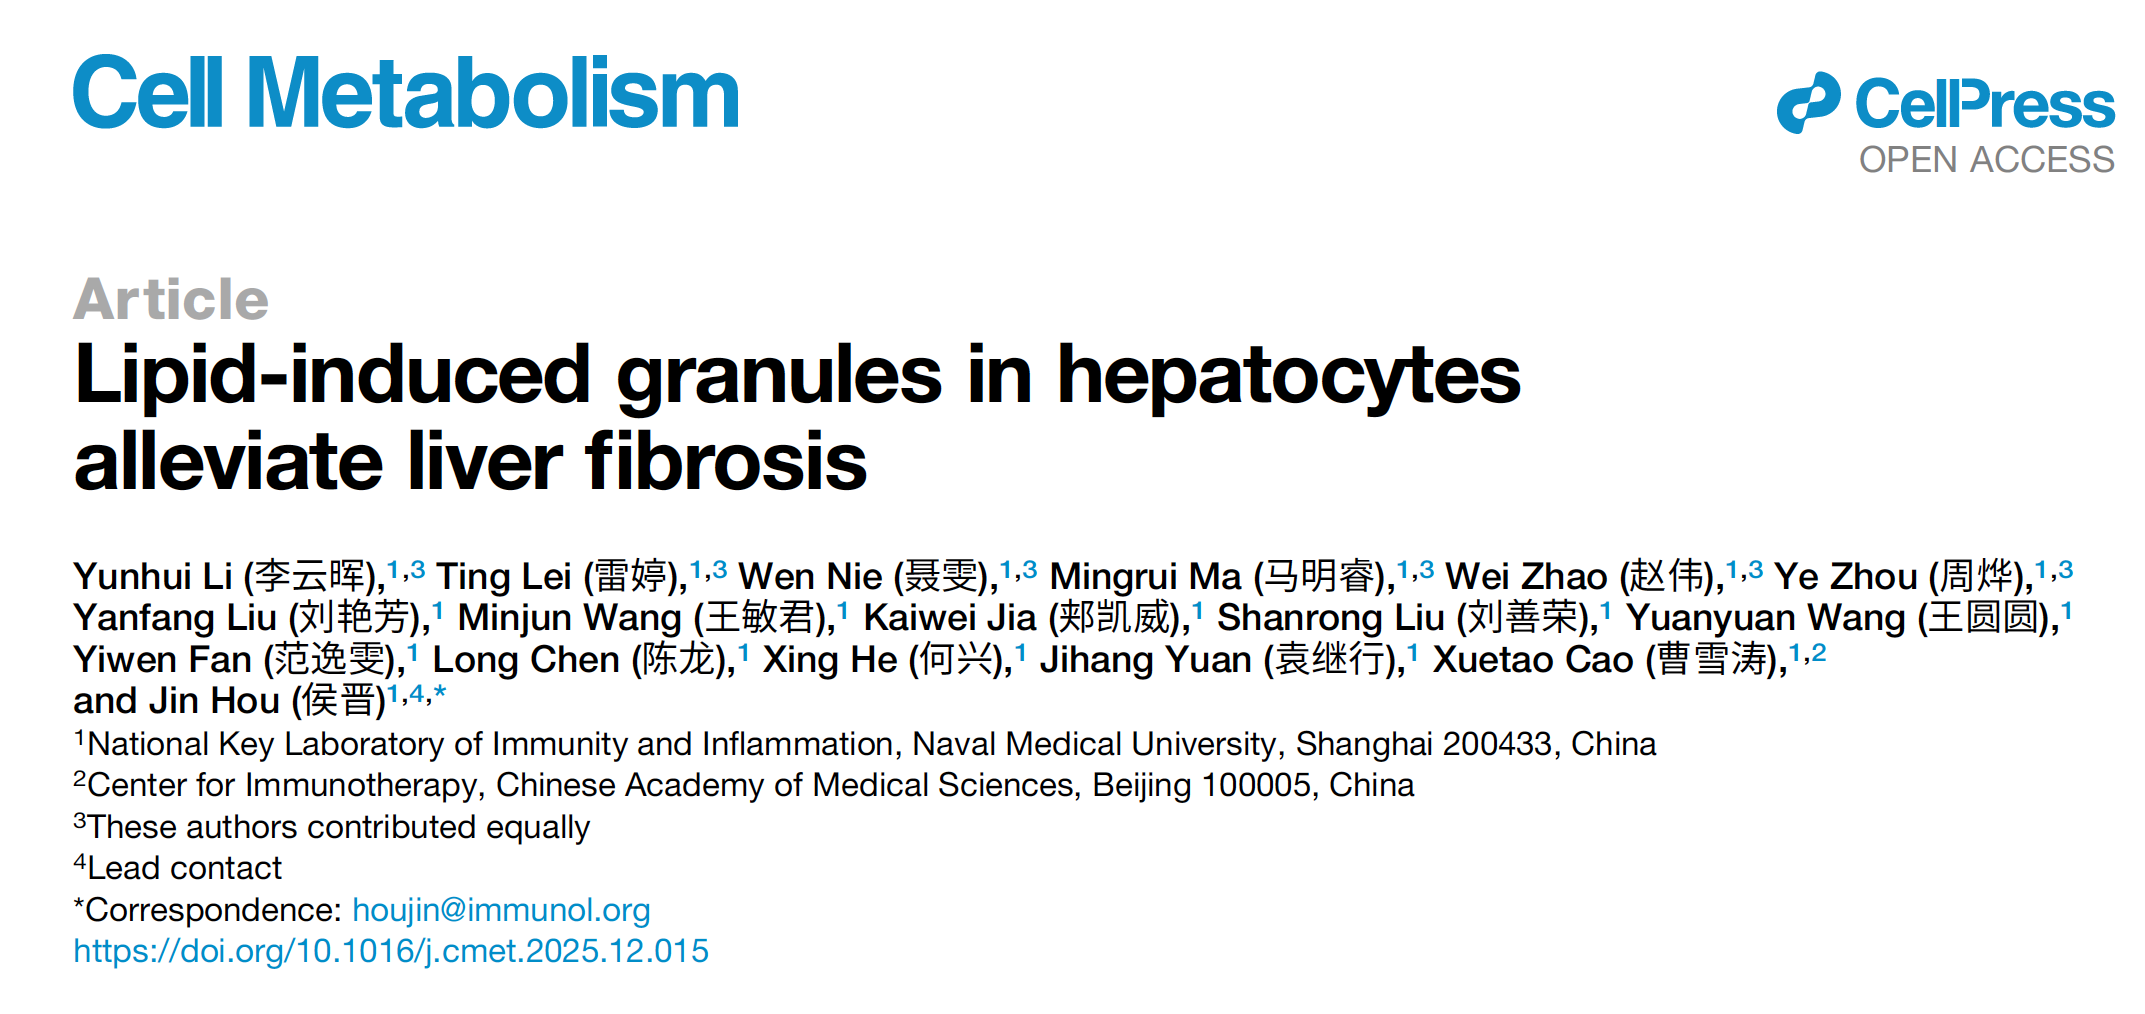 Cell Metabolism
CellPress
OPEN ACCESS
Article
Lipid-induced granules in hepatocytes
alleviate liver fibrosis
Yunhui Li (李云晖),1,3 Ting Lei (雷婷),1,3 Wen Nie (聂雯),1,3 Mingrui Ma (马明睿),1,3 Wei Zhao (赵伟),1,3 Ye Zhou (周烨),1,3
Yanfang Liu (刘艳芳),1 Minjun Wang (王敏君),1 Kaiwei Jia (郏凯威),1 Shanrong Liu (刘善荣),1 Yuanyuan Wang (王圆圆),1
Yiwen Fan (范逸雯),1 Long Chen (陈龙),1 Xing He (何兴),1 Jihang Yuan (袁继行),1 Xuetao Cao (曹雪涛),1,2
and Jin Hou (侯晋)1,4,*
1National Key Laboratory of Immunity and Inflammation, Naval Medical University, Shanghai 200433, China
2Center for Immunotherapy, Chinese Academy of Medical Sciences, Beijing 100005, China
3These authors contributed equally
4Lead contact
*Correspondence: houjin@immunol.org
https://doi.org/10.1016/j.cmet.2025.12.015